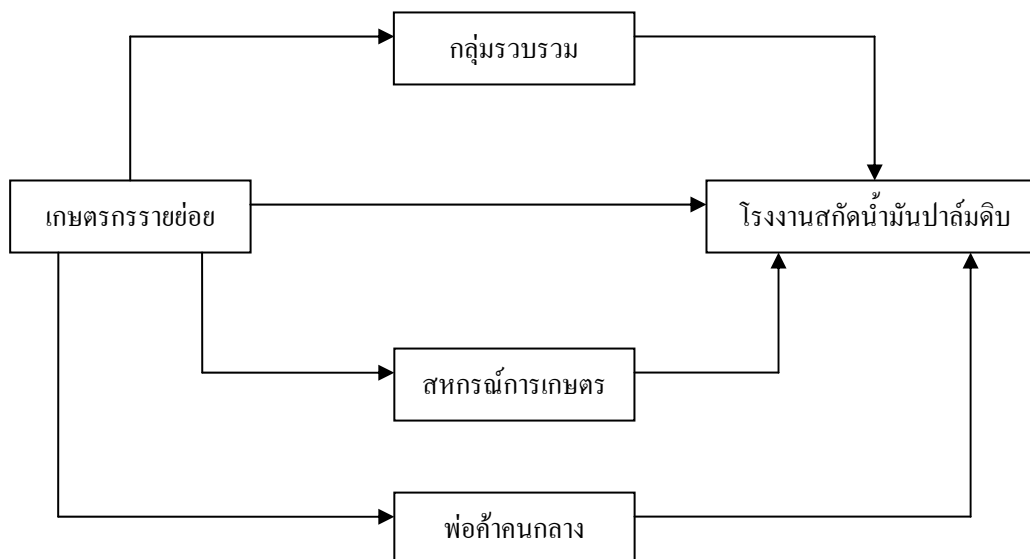 กลุ่มรวบรวม
เกษตรกรรายย่อย
โรงงานสกัดน้ำมันปาล์มดิบ
สหกรณ์การเกษตร
พ่อค้าคนกลาง